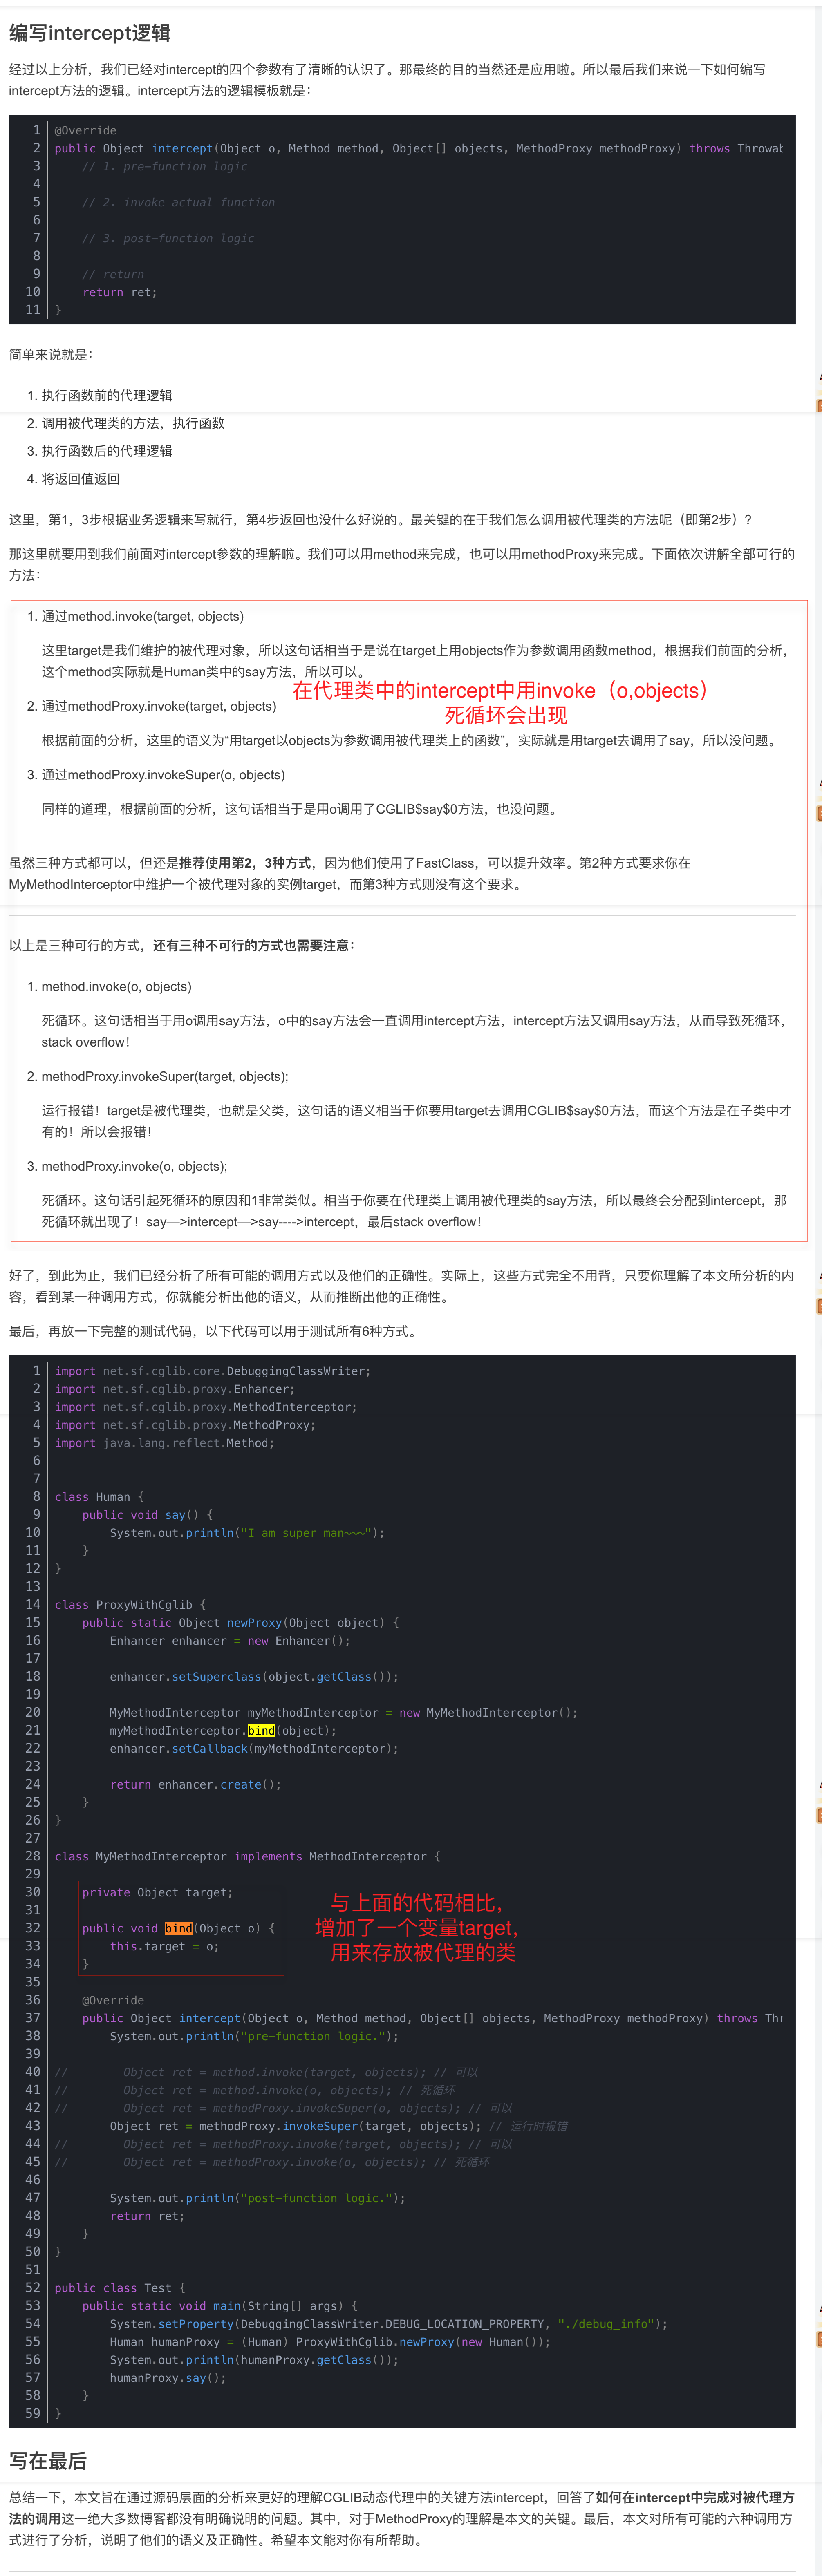 编写intercept逻辑
经过以上分析，我们已经对intercept的四个参数有了清晰的认识了。那最终的目的当然还是应用啦。所以最后我们来说一下如何编写
intercept方法的逻辑。intercept方法的逻辑模板就是：
1 @Override
2 public Object intercept(Object o, Method method, Object[] objects, MethodProxy methodProxy) throws Throwab
3 // 1. pre-function logic
4
5 // 2. invoke actual function
6
7 // 3. post-function logic
8
9 // return
10 return ret;
11 }
简单来说就是：
1. 执行函数前的代理逻辑
2. 调用被代理类的方法，执行函数
3. 执行函数后的代理逻辑
4. 将返回值返回
这里，第1，3步根据业务逻辑来写就行，第4步返回也没什么好说的。最关键的在于我们怎么调用被代理类的方法呢（即第2步）？
那这里就要用到我们前面对intercept参数的理解啦。我们可以用method来完成，也可以用methodProxy来完成。下面依次讲解全部可行的
方法：
1. 通过method.invoke(target, objects)
这里target是我们维护的被代理对象，所以这句话相当于是说在target上用objects作为参数调用函数method，根据我们前面的分析，
这个method实际就是Human类中的say方法，所以可以。
在代理类中的intercept中用invoke（o,objects）
死循环会出现
2. 通过methodProxy.invoke(target, objects)
根据前面的分析，这里的语义为“用target以objects为参数调用被代理类上的函数”，实际就是用target去调用了say，所以没问题。
3. 通过methodProxy.invokeSuper(o, objects)
同样的道理，根据前面的分析，这句话相当于是用o调用了CGLIB$say$0方法，也没问题。
虽然三种方式都可以，但还是推荐使用第2，3种方式，因为他们使用了FastClass，可以提升效率。第2种方式要求你在
MyMethodInterceptor中维护一个被代理对象的实例target，而第3种方式则没有这个要求。
以上是三种可行的方式，还有三种不可行的方式也需要注意：
1. method.invoke(o, objects)
死循环。这句话相当于用o调用say方法，o中的say方法会一直调用intercept方法，intercept方法又调用say方法，从而导致死循环，
stack overflow！
2. methodProxy.invokeSuper(target, objects);
运行报错！target是被代理类，也就是父类，这句话的语义相当于你要用target去调用CGLIB$say$0方法，而这个方法是在子类中才
有的！所以会报错！
3. methodProxy.invoke(o, objects);
死循环。这句话引起死循环的原因和1非常类似。相当于你要在代理类上调用被代理类的say方法，所以最终会分配到intercept，那
死循环就出现了！say—>intercept—>say---->intercept，最后stack overflow！
好了，到此为止，我们已经分析了所有可能的调用方式以及他们的正确性。实际上，这些方式完全不用背，只要你理解了本文所分析的内
容，看到某一种调用方式，你就能分析出他的语义，从而推断出他的正确性。
最后，再放一下完整的测试代码，以下代码可以用于测试所有6种方式。
1 import net.sf.cglib.core.DebuggingClassWriter;
2 import net.sf.cglib.proxy.Enhancer;
3 import net.sf.cglib.proxy.MethodInterceptor;
4 import net.sf.cglib.proxy.MethodProxy;
5 import java.lang.reflect.Method;
6
7
8 class Human {
9 public void say() {
10 System.out.println("I am super man~~~");
11 }
12 }
13
14 class ProxyWithCglib {
15 public static Object newProxy(Object object) {
16 Enhancer enhancer = new Enhancer();
17
18 enhancer.setSuperclass(object.getClass());
19
20 MyMethodInterceptor myMethodInterceptor = new MyMethodInterceptor();
21 myMethodInterceptor.bind(object);
22 enhancer.setCallback(myMethodInterceptor);
23
24 return enhancer.create();
25 }
26 }
27
28 class MyMethodInterceptor implements MethodInterceptor {
29
30 private Object target;
31
32 public void bind(Object o) {
33 this.target = o;
34 }
与上面的代码相比，
增加了一个变量target，
用来存放被代理的类
35
36 @Override
37 public Object intercept(Object o, Method method, Object[] objects, MethodProxy methodProxy) throws Thr
38 System.out.println("pre-function logic.");
39
40 // Object ret = method.invoke(target, objects); // 可以
41 // Object ret = method.invoke(o, objects); // 死循环
42 // Object ret = methodProxy.invokeSuper(o, objects); // 可以
43 Object ret = methodProxy.invokeSuper(target, objects); // 运行时报错
44 // Object ret = methodProxy.invoke(target, objects); // 可以
45 // Object ret = methodProxy.invoke(o, objects); // 死循环
46
47 System.out.println("post-function logic.");
48 return ret;
49 }
50 }
51
52 public class Test {
53 public static void main(String[] args) {
54 System.setProperty(DebuggingClassWriter.DEBUG_LOCATION_PROPERTY, "./debug_info");
55 Human humanProxy = (Human) ProxyWithCglib.newProxy(new Human());
56 System.out.println(humanProxy.getClass());
57 humanProxy.say();
58 }
59 }
写在最后
总结一下，本文旨在通过源码层面的分析来更好的理解CGLIB动态代理中的关键方法intercept，回答了如何在intercept中完成对被代理方
法的调用这一绝大多数博客都没有明确说明的问题。其中，对于MethodProxy的理解是本文的关键。最后，本文对所有可能的六种调用方
式进行了分析，说明了他们的语义及正确性。希望本文能对你有所帮助。